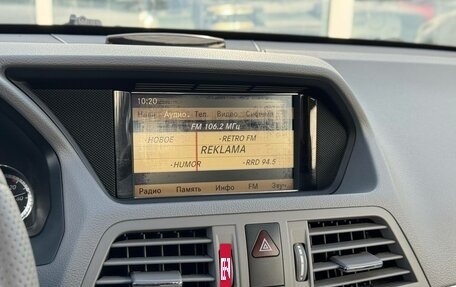 10:20
Нави Аудио Тел. Видео Система
FM 106.2 МГц
-НОВОЕ -RETRO FM
REKLAMA
-HUMOR -RRD 94.5
Радио Память Инфо FM Звук